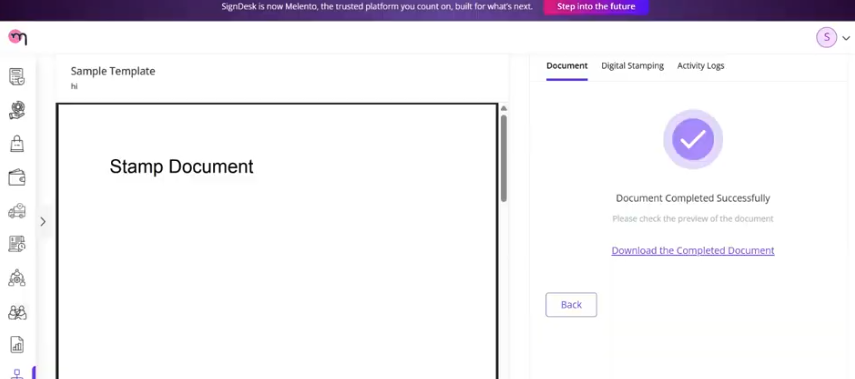 SignDesk is now Melento, the trusted platform you count on, built for what's next.
Step into the future
S
Sample Template
hi
Stamp Document
Document Digital Stamping Activity Logs
Document Completed Successfully
Please check the preview of the document
Download the Completed Document
Back